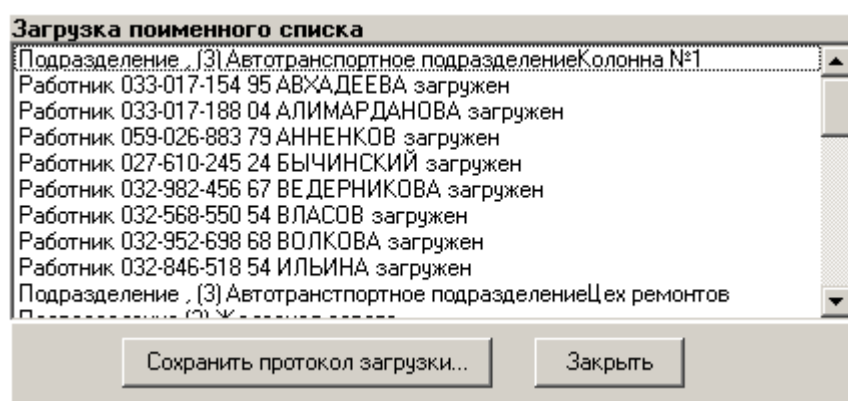 Загрузка поименного списка
Подразделение , (3) Автотранспортное подразделениеКолонна №1
Работник 033-017-154 95 АВХАДЕЕВА загружен
Работник 033-017-188 04 АЛИМАРДАНОВА загружен
Работник 059-026-883 79 АННЕНКОВ загружен
Работник 027-610-245 24 БЫЧИНСКИЙ загружен
Работник 032-982-456 67 ВЕДЕРНИКОВА загружен
Работник 032-568-550 54 ВЛАСОВ загружен
Работник 032-952-698 68 ВОЛКОВА загружен
Работник 032-846-518 54 ИЛЬИНА загружен
Подразделение , (3) Автотранстпортное подразделениеЦех ремонтов
Сохранить протокол загрузки... Закрыть